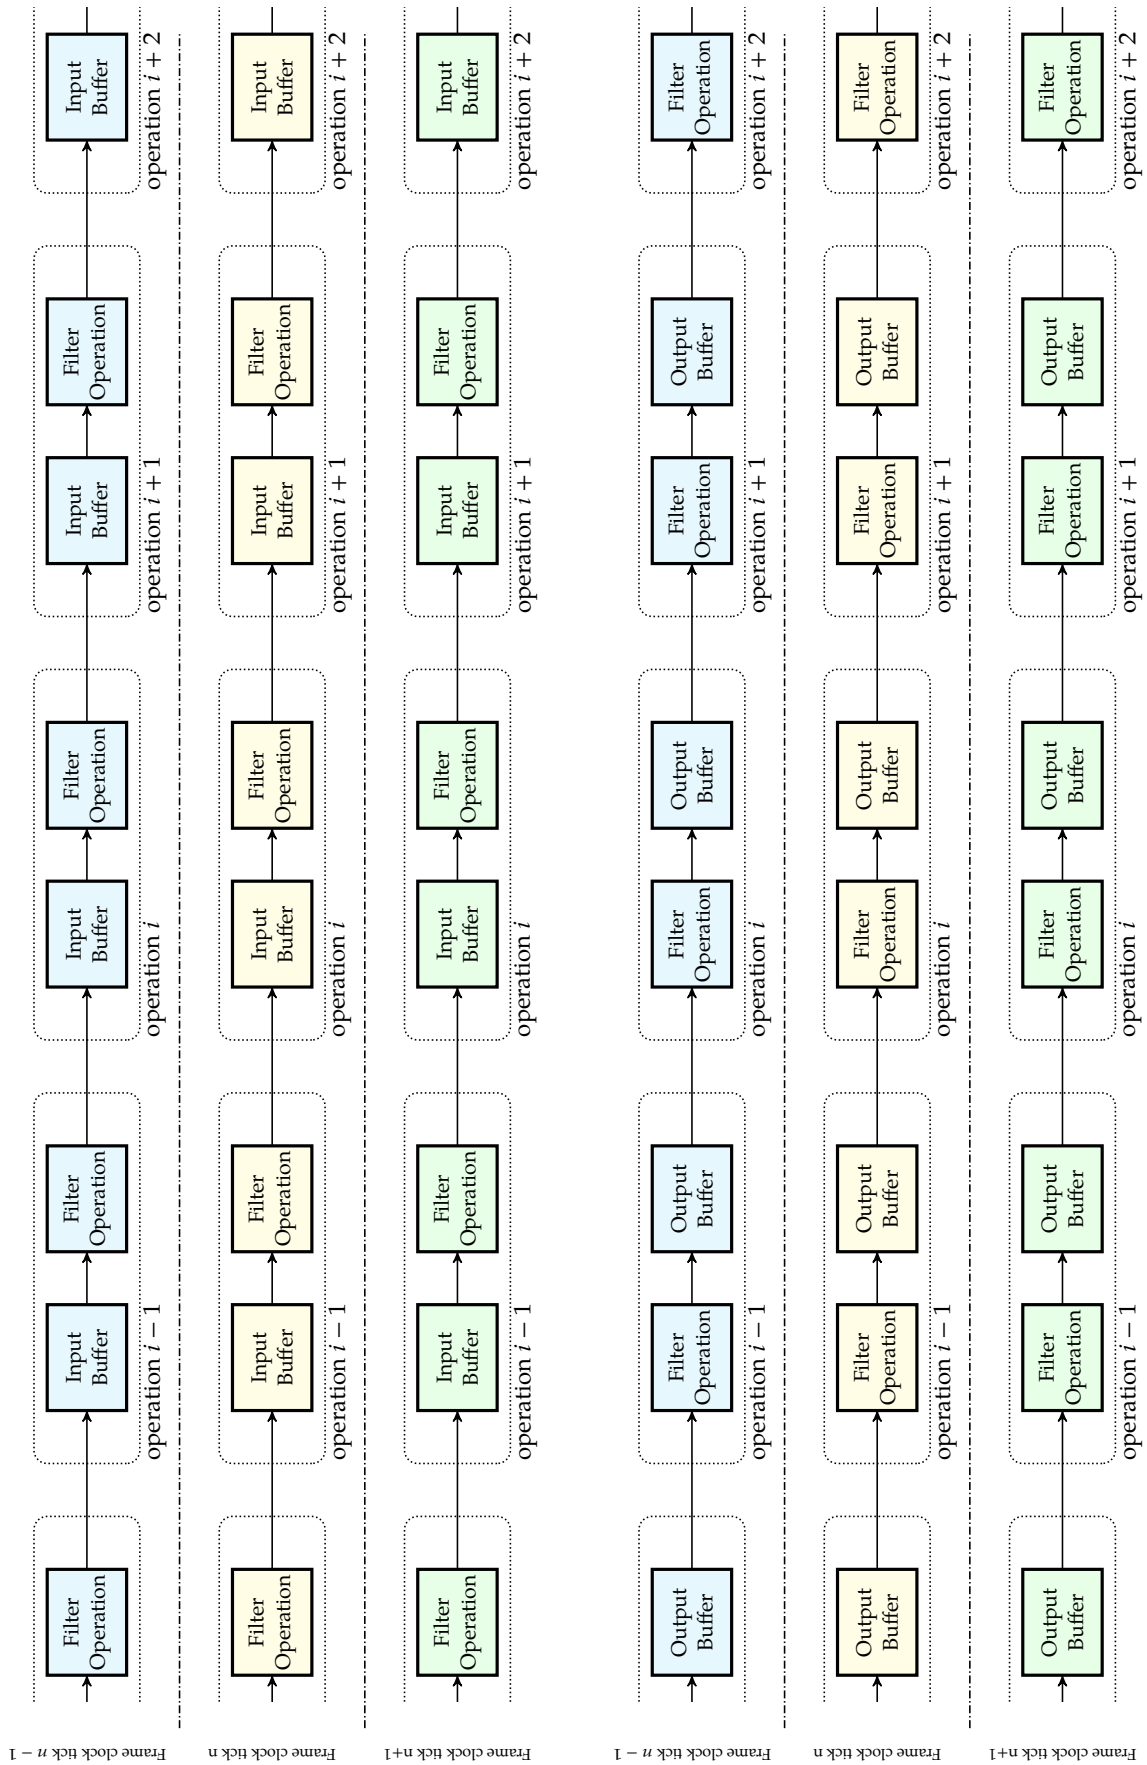 Frame clock tick n − 1
Filter
Operation
Input
Buffer
Filter
Operation
Input
Buffer
Filter
Operation
Input
Buffer
Filter
Operation
Input
Buffer
operation i − 1
operation i
operation i + 1
operation i + 2
Frame clock tick n
Filter
Operation
Input
Buffer
Filter
Operation
Input
Buffer
Filter
Operation
Input
Buffer
Filter
Operation
Input
Buffer
operation i − 1
operation i
operation i + 1
operation i + 2
Frame clock tick n+1
Filter
Operation
Input
Buffer
Filter
Operation
Input
Buffer
Filter
Operation
Input
Buffer
Filter
Operation
Input
Buffer
operation i − 1
operation i
operation i + 1
operation i + 2
Frame clock tick n − 1
Output
Buffer
Filter
Operation
Output
Buffer
Filter
Operation
Output
Buffer
Filter
Operation
Output
Buffer
Filter
Operation
operation i − 1
operation i
operation i + 1
operation i + 2
Frame clock tick n
Output
Buffer
Filter
Operation
Output
Buffer
Filter
Operation
Output
Buffer
Filter
Operation
Output
Buffer
Filter
Operation
operation i − 1
operation i
operation i + 1
operation i + 2
Frame clock tick n+1
Output
Buffer
Filter
Operation
Output
Buffer
Filter
Operation
Output
Buffer
Filter
Operation
Output
Buffer
Filter
Operation
operation i − 1
operation i
operation i + 1
operation i + 2